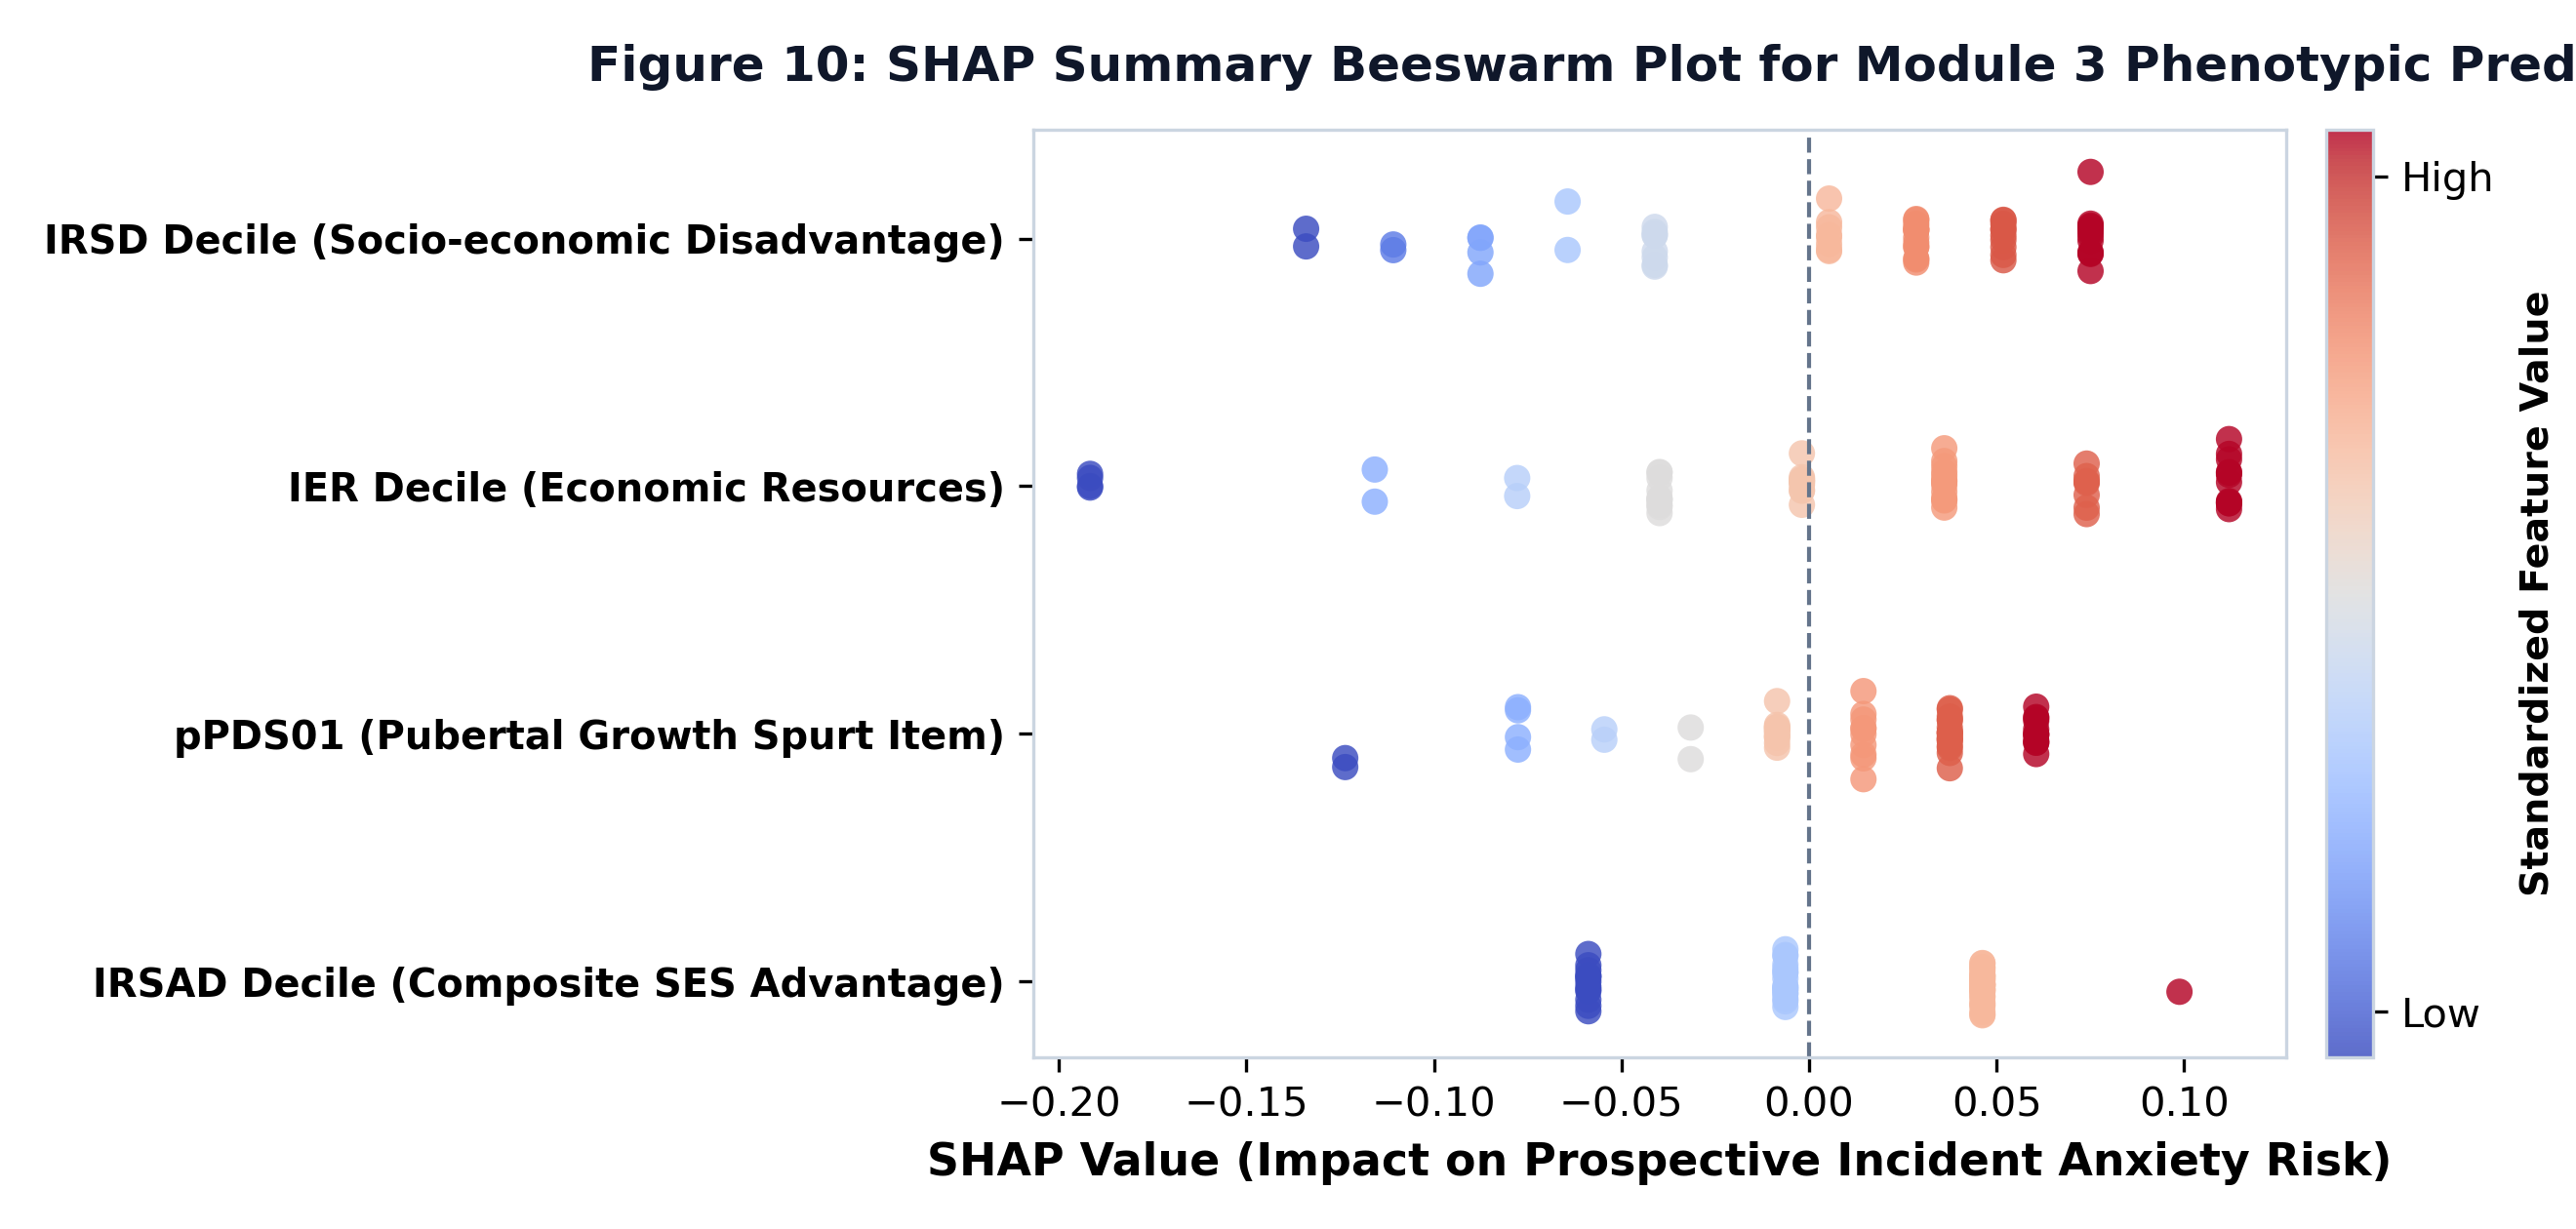 Figure 10: SHAP Summary Beeswarm Plot for Module 3 Phenotypic Pred
IRSD Decile (Socio-economic Disadvantage)
IER Decile (Economic Resources)
pPDS01 (Pubertal Growth Spurt Item)
IRSAD Decile (Composite SES Advantage)
−0.20 −0.15 −0.10 −0.05 0.00 0.05 0.10
SHAP Value (Impact on Prospective Incident Anxiety Risk)
High
Low
Standardized Feature Value